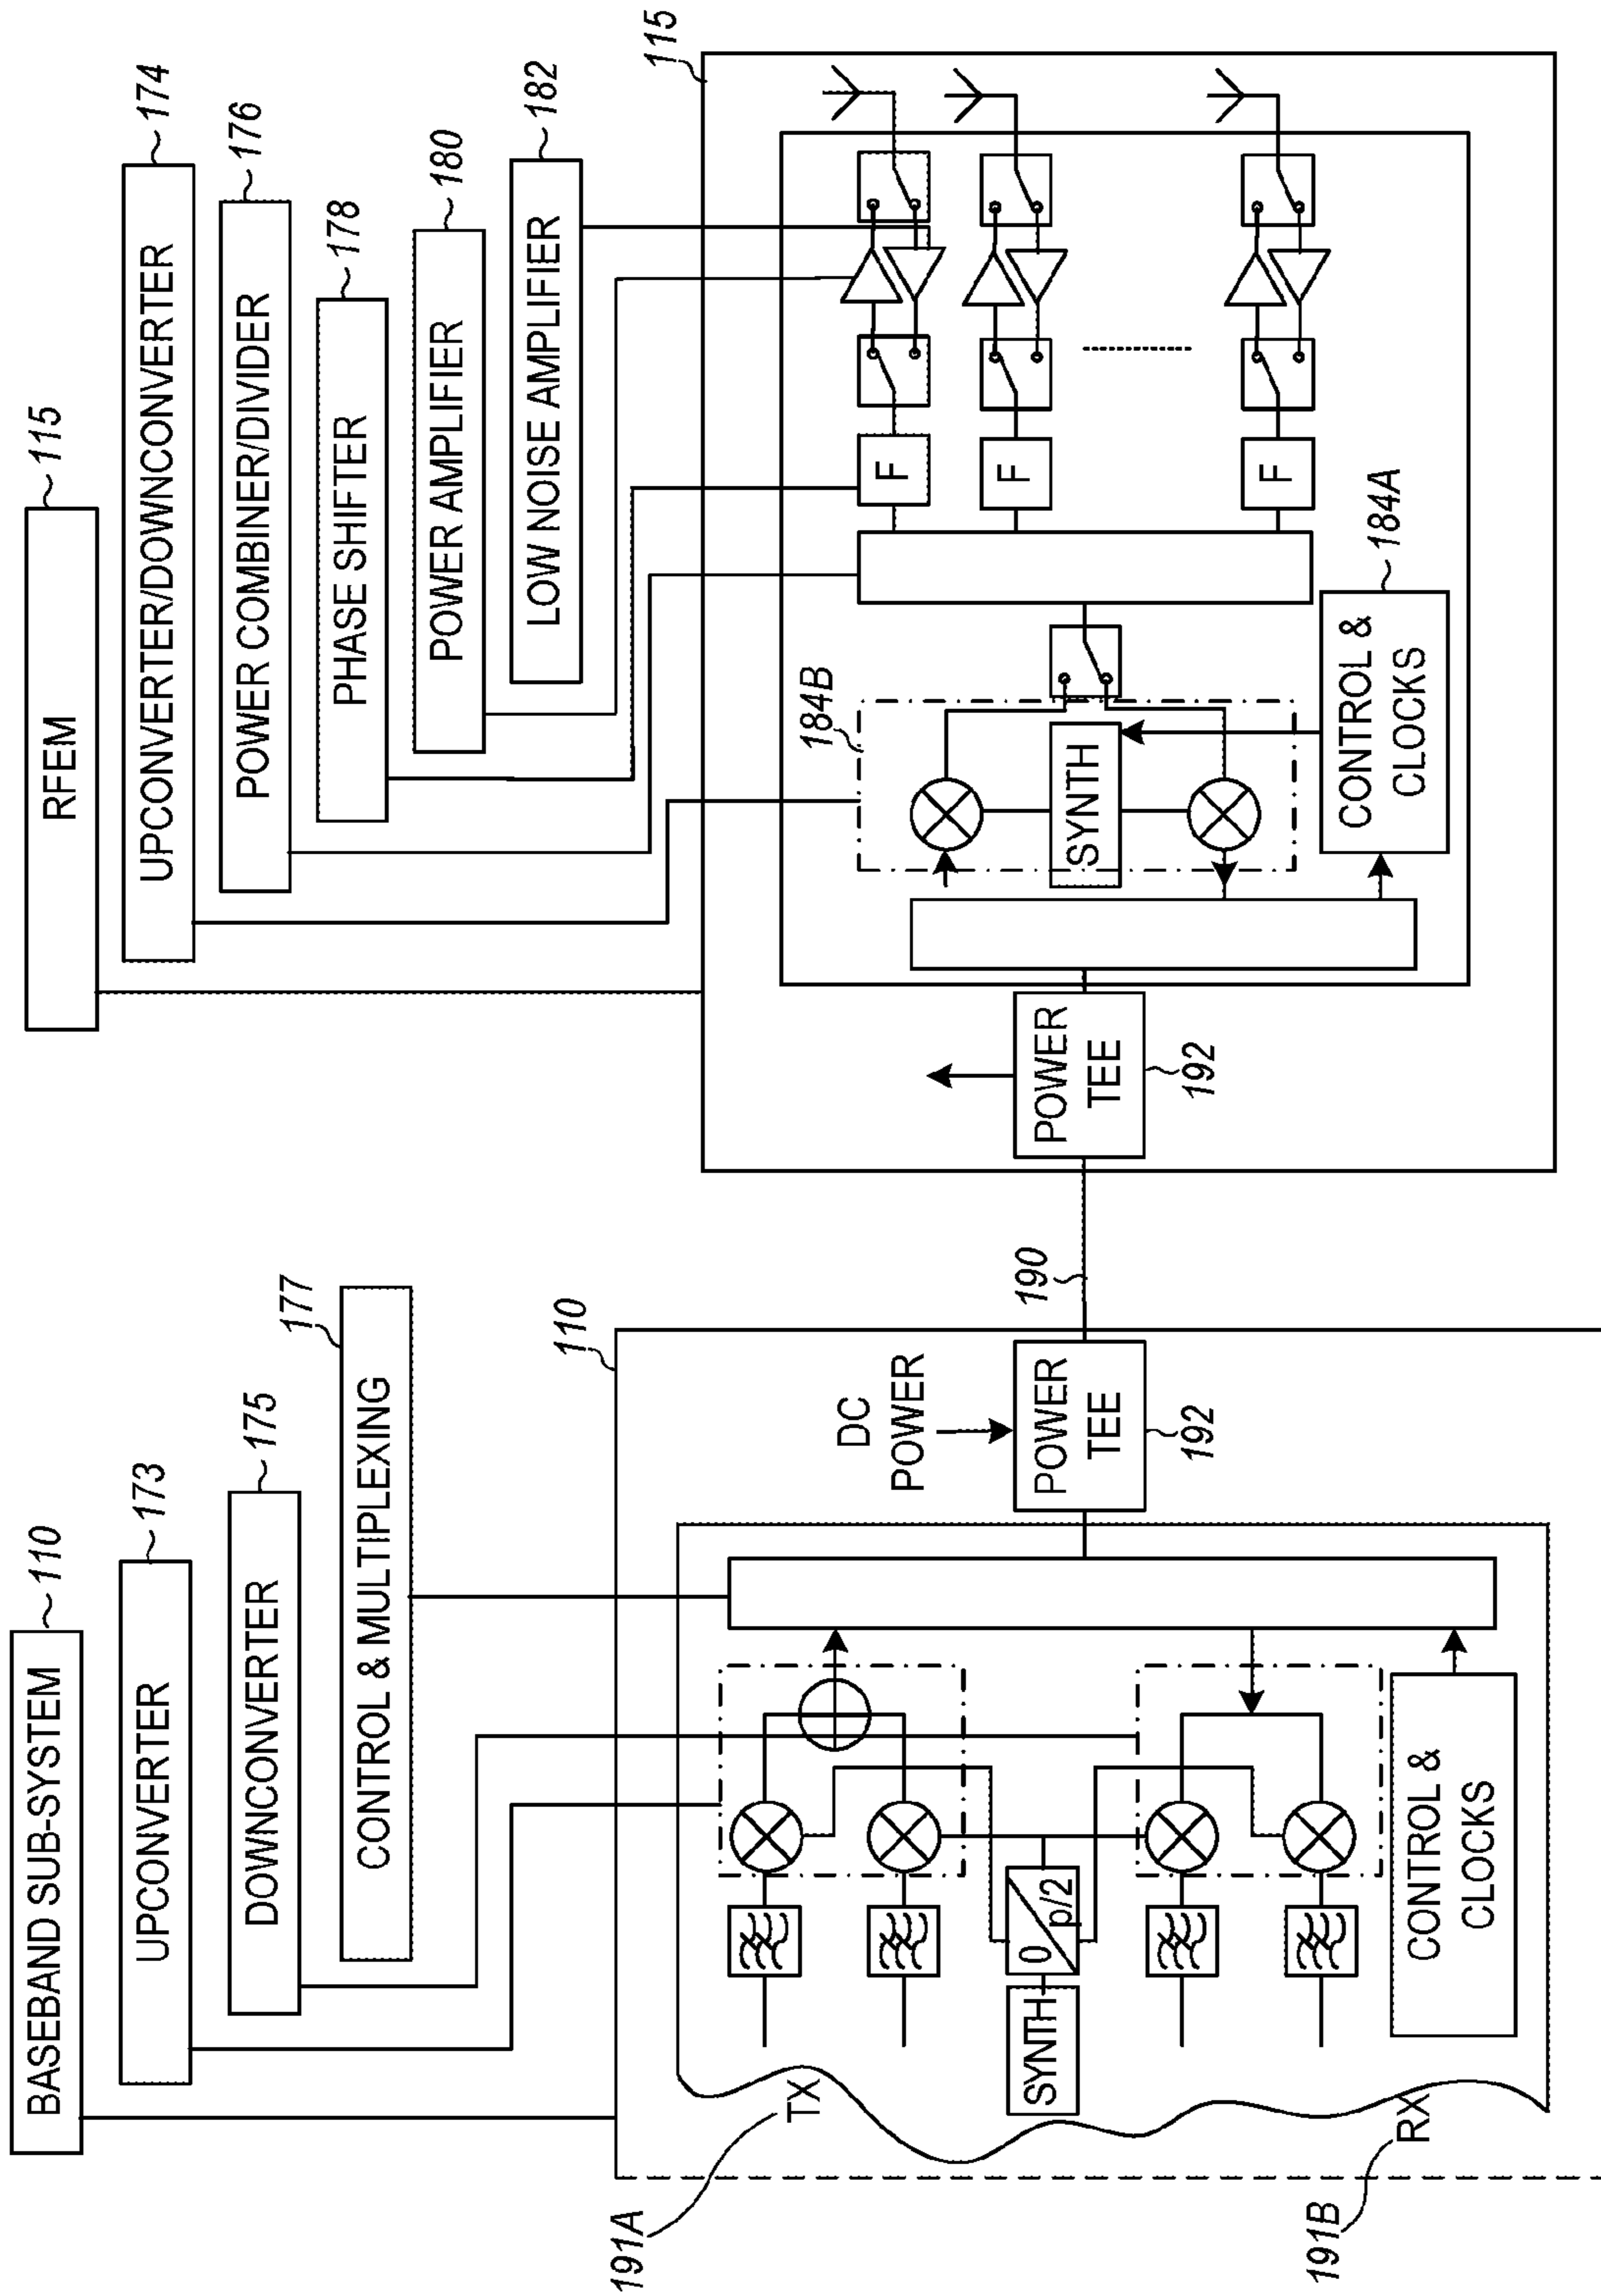 BASEBAND SUB-SYSTEM
110
UPCONVERTER
173
DOWNCONVERTER
175
CONTROL & MULTIPLEXING
177
110
DC
POWER
POWER
TEE
192
190
TX
191A
SYNTH
0
p/2
CONTROL &
CLOCKS
RX
191B
RFEM
115
UPCONVERTER/DOWNCONVERTER
174
POWER COMBINER/DIVIDER
176
PHASE SHIFTER
178
POWER AMPLIFIER
180
LOW NOISE AMPLIFIER
182
115
POWER
TEE
192
184B
SYNTH
CONTROL &
CLOCKS
184A
F
F
F